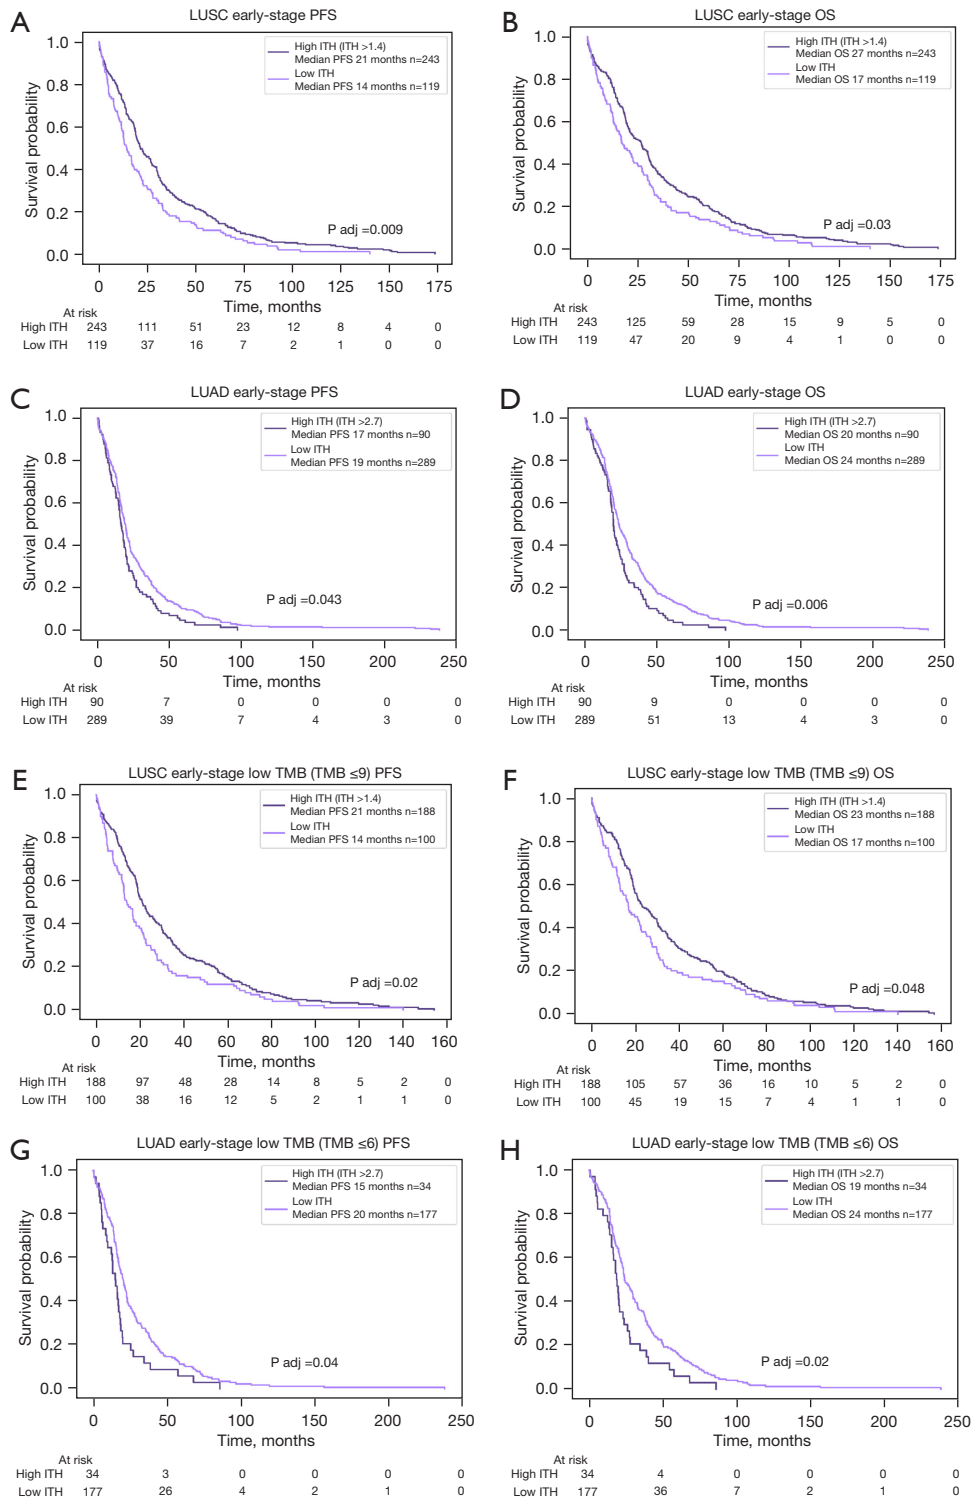 A
LUSC early-stage PFS
High ITH (ITH >1.4)
Median PFS 21 months n=243
Low ITH
Median PFS 14 months n=119
Survival probability
1.0
0.8
0.6
0.4
0.2
0.0
P adj =0.009
0 25 50 75 100 125 150 175
Time, months
At risk
High ITH 243 111 51 23 12 8 4 0
Low ITH 119 37 16 7 2 1 0 0
B
LUSC early-stage OS
High ITH (ITH >1.4)
Median OS 27 months n=243
Low ITH
Median OS 17 months n=119
Survival probability
1.0
0.8
0.6
0.4
0.2
0.0
P adj =0.03
0 25 50 75 100 125 150 175
Time, months
At risk
High ITH 243 125 59 28 15 9 5 0
Low ITH 119 47 20 9 4 1 0 0
C
LUAD early-stage PFS
High ITH (ITH >2.7)
Median PFS 17 months n=90
Low ITH
Median PFS 19 months n=289
Survival probability
1.0
0.8
0.6
0.4
0.2
0.0
P adj =0.043
0 50 100 150 200 250
Time, months
At risk
High ITH 90 7 0 0 0 0
Low ITH 289 39 7 4 3 0
D
LUAD early-stage OS
High ITH (ITH >2.7)
Median OS 20 months n=90
Low ITH
Median OS 24 months n=289
Survival probability
1.0
0.8
0.6
0.4
0.2
0.0
P adj =0.006
0 50 100 150 200 250
Time, months
At risk
High ITH 90 9 0 0 0 0
Low ITH 289 51 13 4 3 0
E
LUSC early-stage low TMB (TMB ≤9) PFS
High ITH (ITH >1.4)
Median PFS 21 months n=188
Low ITH
Median PFS 14 months n=100
Survival probability
1.0
0.8
0.6
0.4
0.2
0.0
P adj =0.02
0 20 40 60 80 100 120 140 160
Time, months
At risk
High ITH 188 97 48 28 14 8 5 2 0
Low ITH 100 38 16 12 5 2 1 1 0
F
LUSC early-stage low TMB (TMB ≤9) OS
High ITH (ITH >1.4)
Median OS 23 months n=188
Low ITH
Median OS 17 months n=100
Survival probability
1.0
0.8
0.6
0.4
0.2
0.0
P adj =0.048
0 20 40 60 80 100 120 140 160
Time, months
At risk
High ITH 188 105 57 36 16 10 5 2 0
Low ITH 100 45 19 15 7 4 1 1 0
G
LUAD early-stage low TMB (TMB ≤6) PFS
High ITH (ITH >2.7)
Median PFS 15 months n=34
Low ITH
Median PFS 20 months n=177
Survival probability
1.0
0.8
0.6
0.4
0.2
0.0
P adj =0.04
0 50 100 150 200 250
Time, months
At risk
High ITH 34 3 0 0 0 0
Low ITH 177 26 4 2 1 0
H
LUAD early-stage low TMB (TMB ≤6) OS
High ITH (ITH >2.7)
Median OS 19 months n=34
Low ITH
Median OS 24 months n=177
Survival probability
1.0
0.8
0.6
0.4
0.2
0.0
P adj =0.02
0 50 100 150 200 250
Time, months
At risk
High ITH 34 4 0 0 0 0
Low ITH 177 36 7 2 1 0